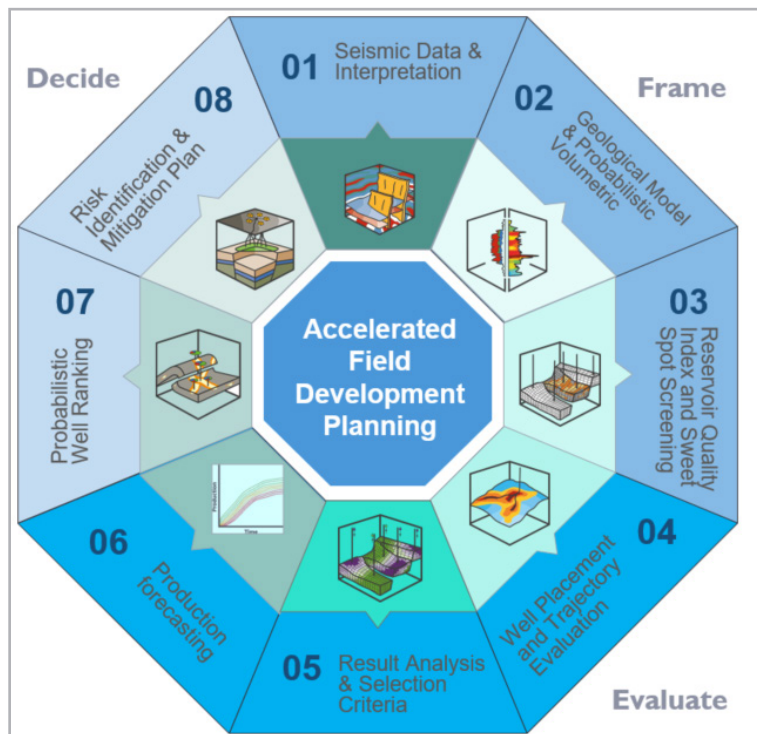 Decide
Frame
Evaluate
01
Seismic Data &
Interpretation
02
Geological Model
& Probabilistic
Volumetric
03
Reservoir Quality
Index and Sweet
Spot Screening
04
Well Placement
and Trajectory
Evaluation
05
Result Analysis
& Selection
Criteria
06
Production
forecasting
07
Probabilistic
Well Ranking
08
Risk
Identification &
Mitigation Plan
Accelerated
Field
Development
Planning
Production
Time